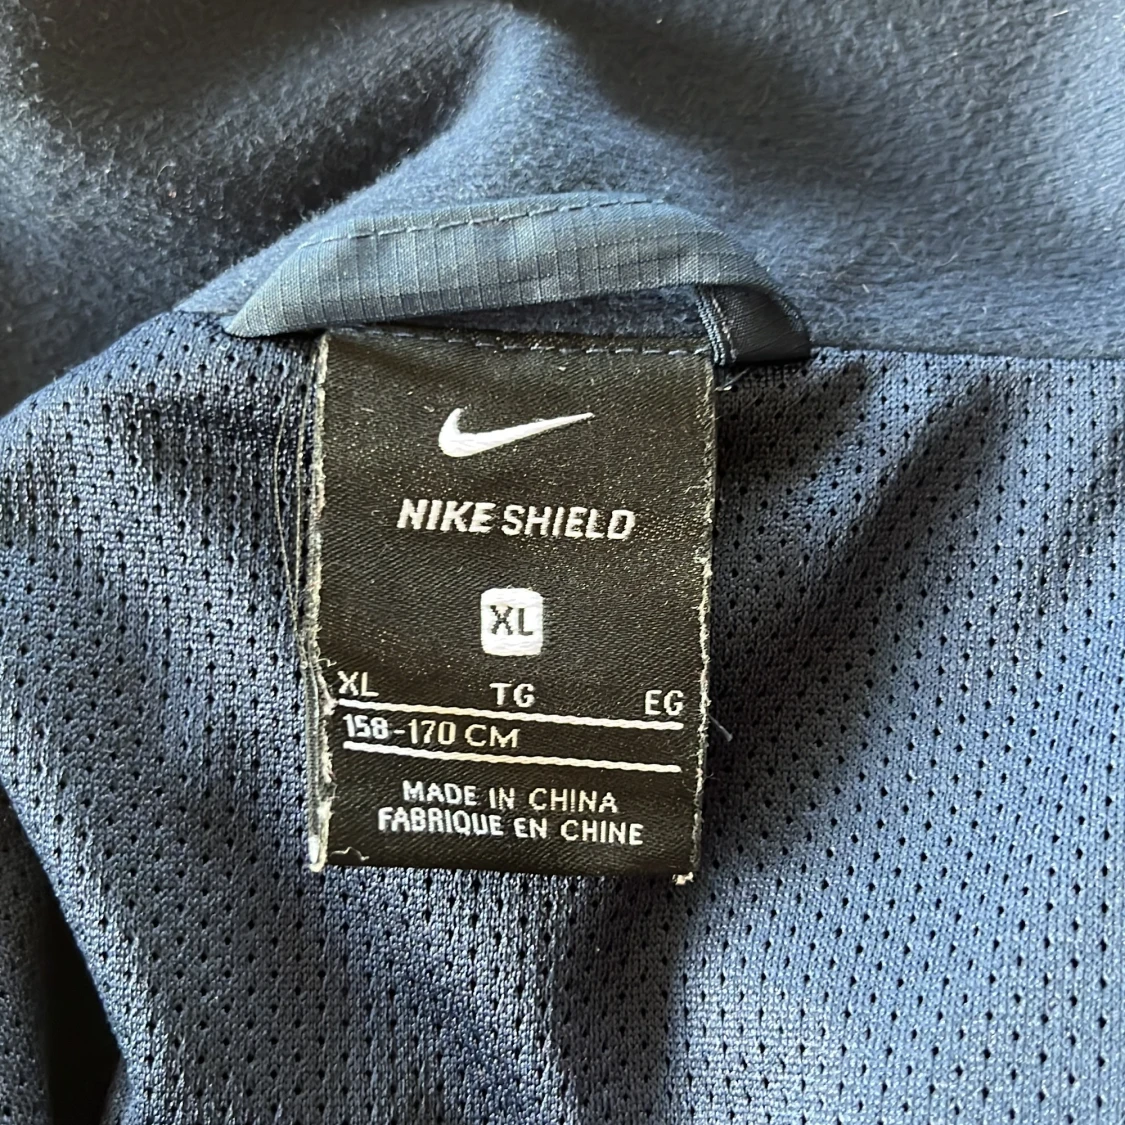 NIKE SHIELD
XL
XL TG EG
158-170 CM
MADE IN CHINA
FABRIQUE EN CHINE